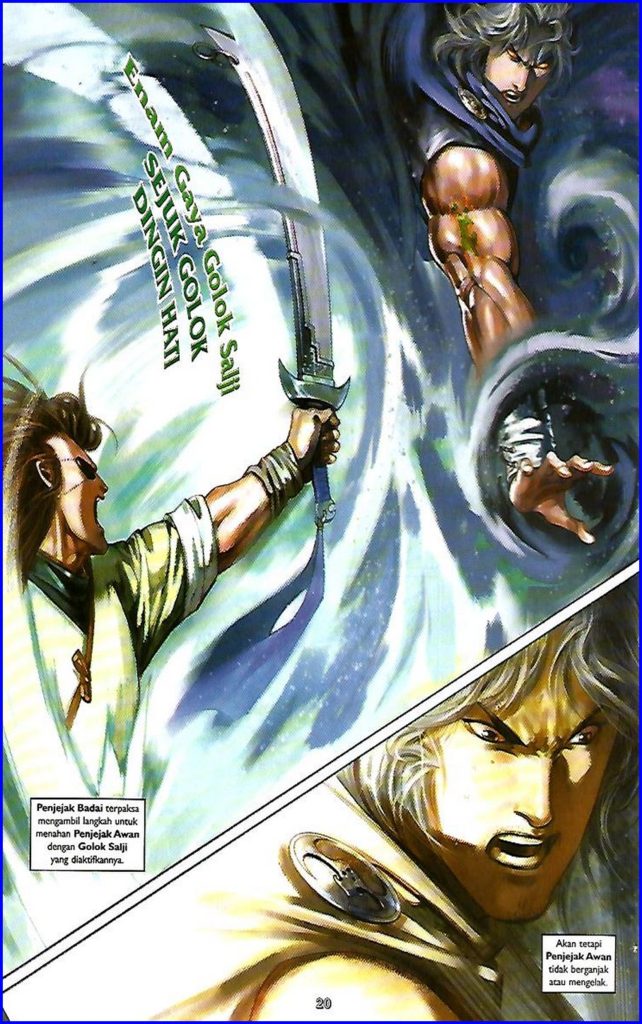 Enam Gaya Golok Salji
SEJUK GOLOK
DINGIN HATI
Penjejak Badai terpaksa
mengambil langkah untuk
menahan Penjejak Awan
dengan Golok Salji
yang diaktifkannya.
Akan tetapi
Penjejak Awan
tidak berganjak
atau mengelak.
20